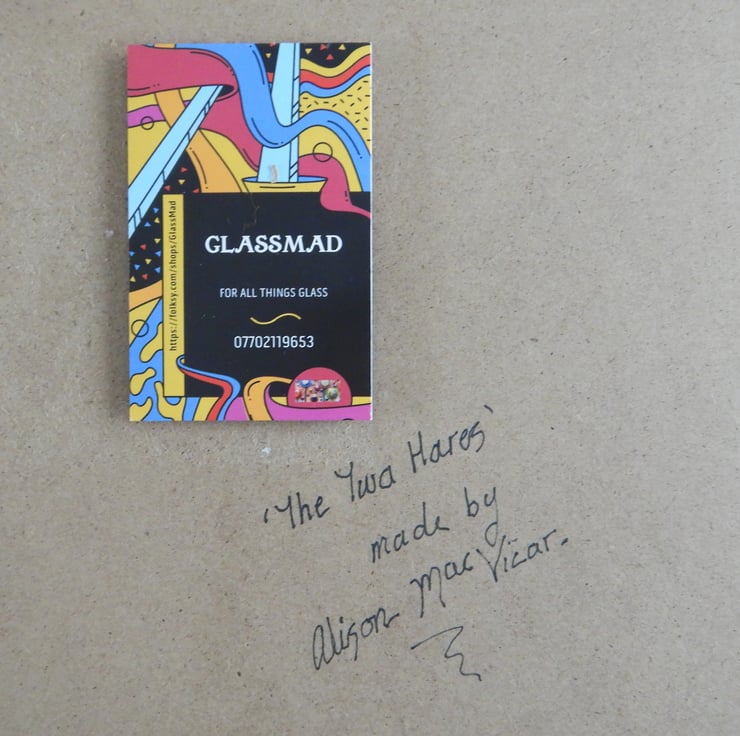 https://folksy.com/shops/GlassMad
GLASSMAD
FOR ALL THINGS GLASS
07702119653
'The Twa Hares'
made by
Alison MacVicar.